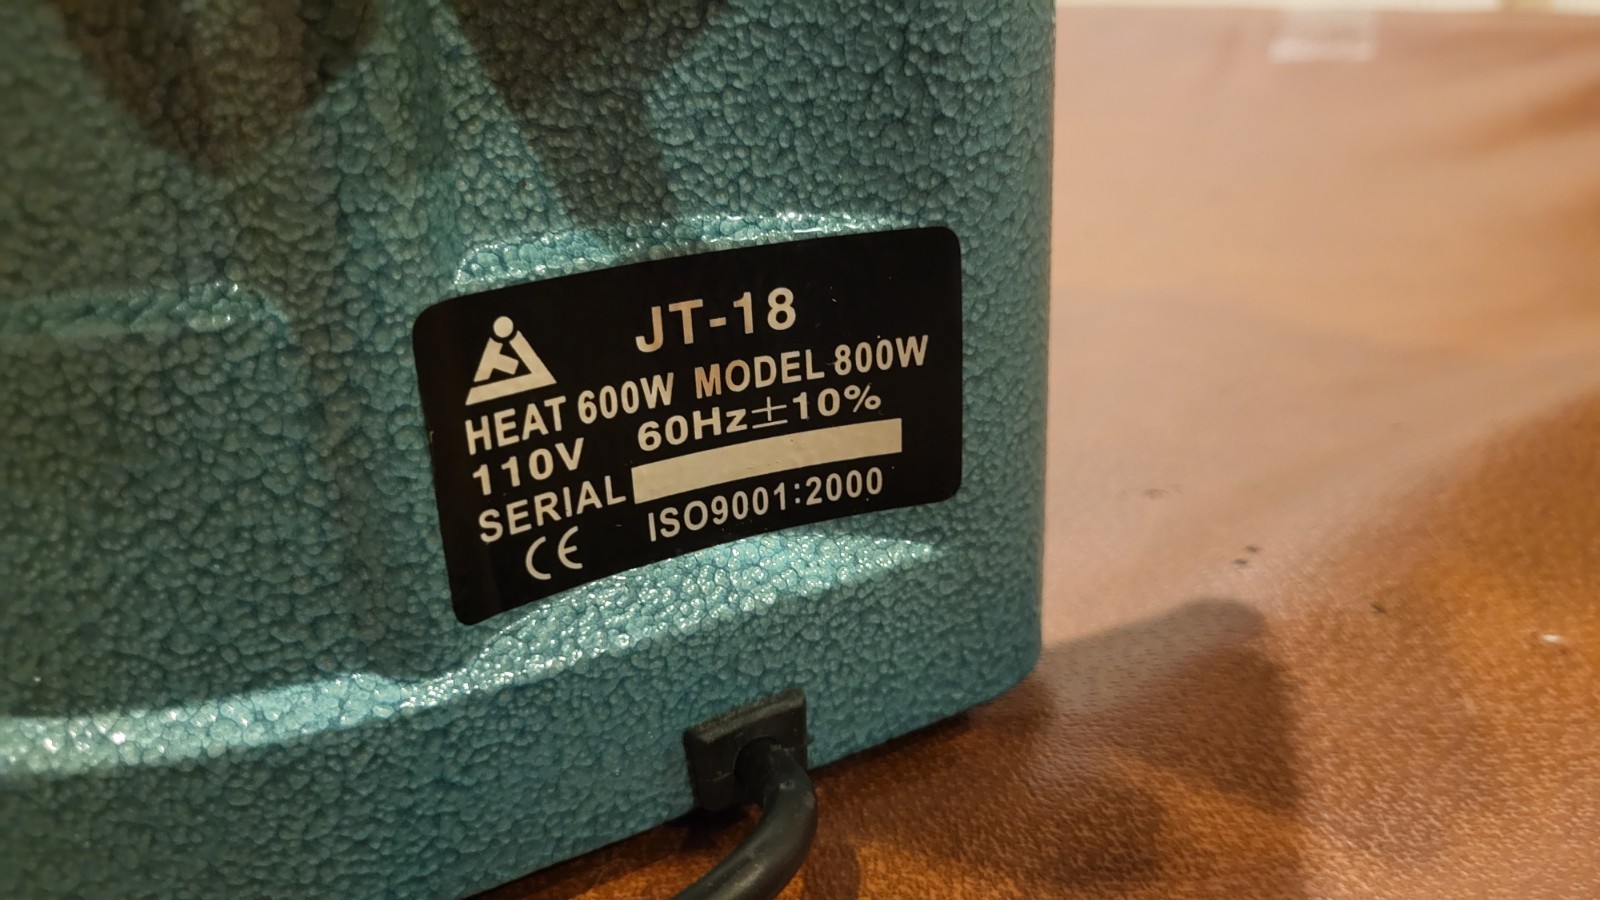 JT-18
HEAT 600W MODEL 800W
110V 60Hz±10%
SERIAL
CE ISO9001:2000